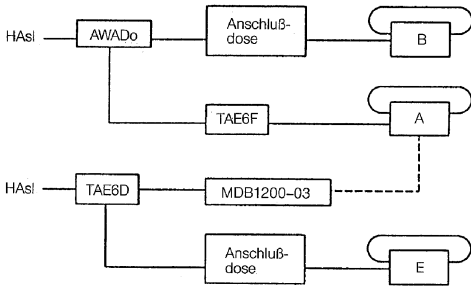 HAsl
AWADo
Anschluß-
dose
B
TAE6F
A
HAsl
TAE6D
MDB1200-03
Anschluß-
dose
E